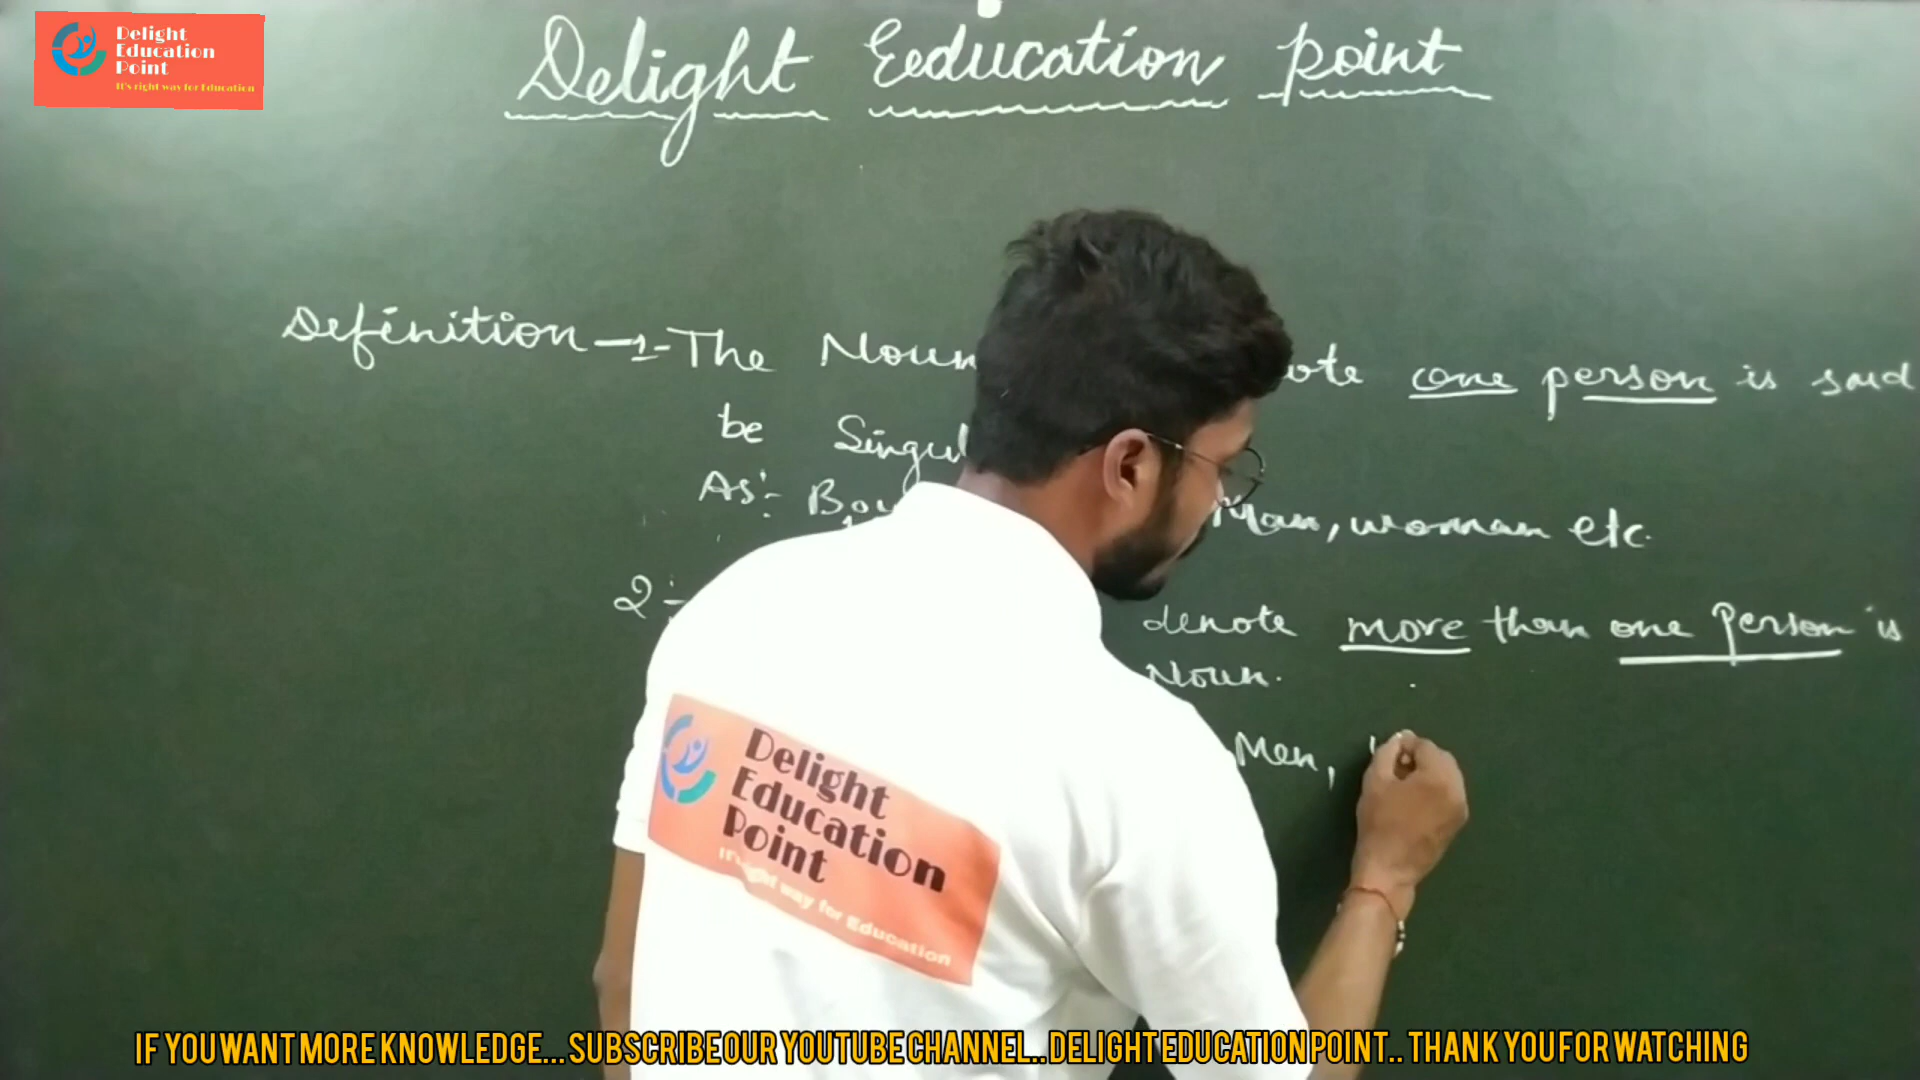 Delight
Education
Point
It's right way for Education
Delight Eeducation point
Definition - 1- The Noun one person is said
be
As:- Man, woman etc.
2:- denote more than one Person is
Noun.
Men,
Delight
Education
Point
It's right way for Education
IF YOU WANT MORE KNOWLEDGE... SUBSCRIBE OUR YOUTUBE CHANNEL.. DELIGHT EDUCATION POINT.. THANK YOU FOR WATCHING